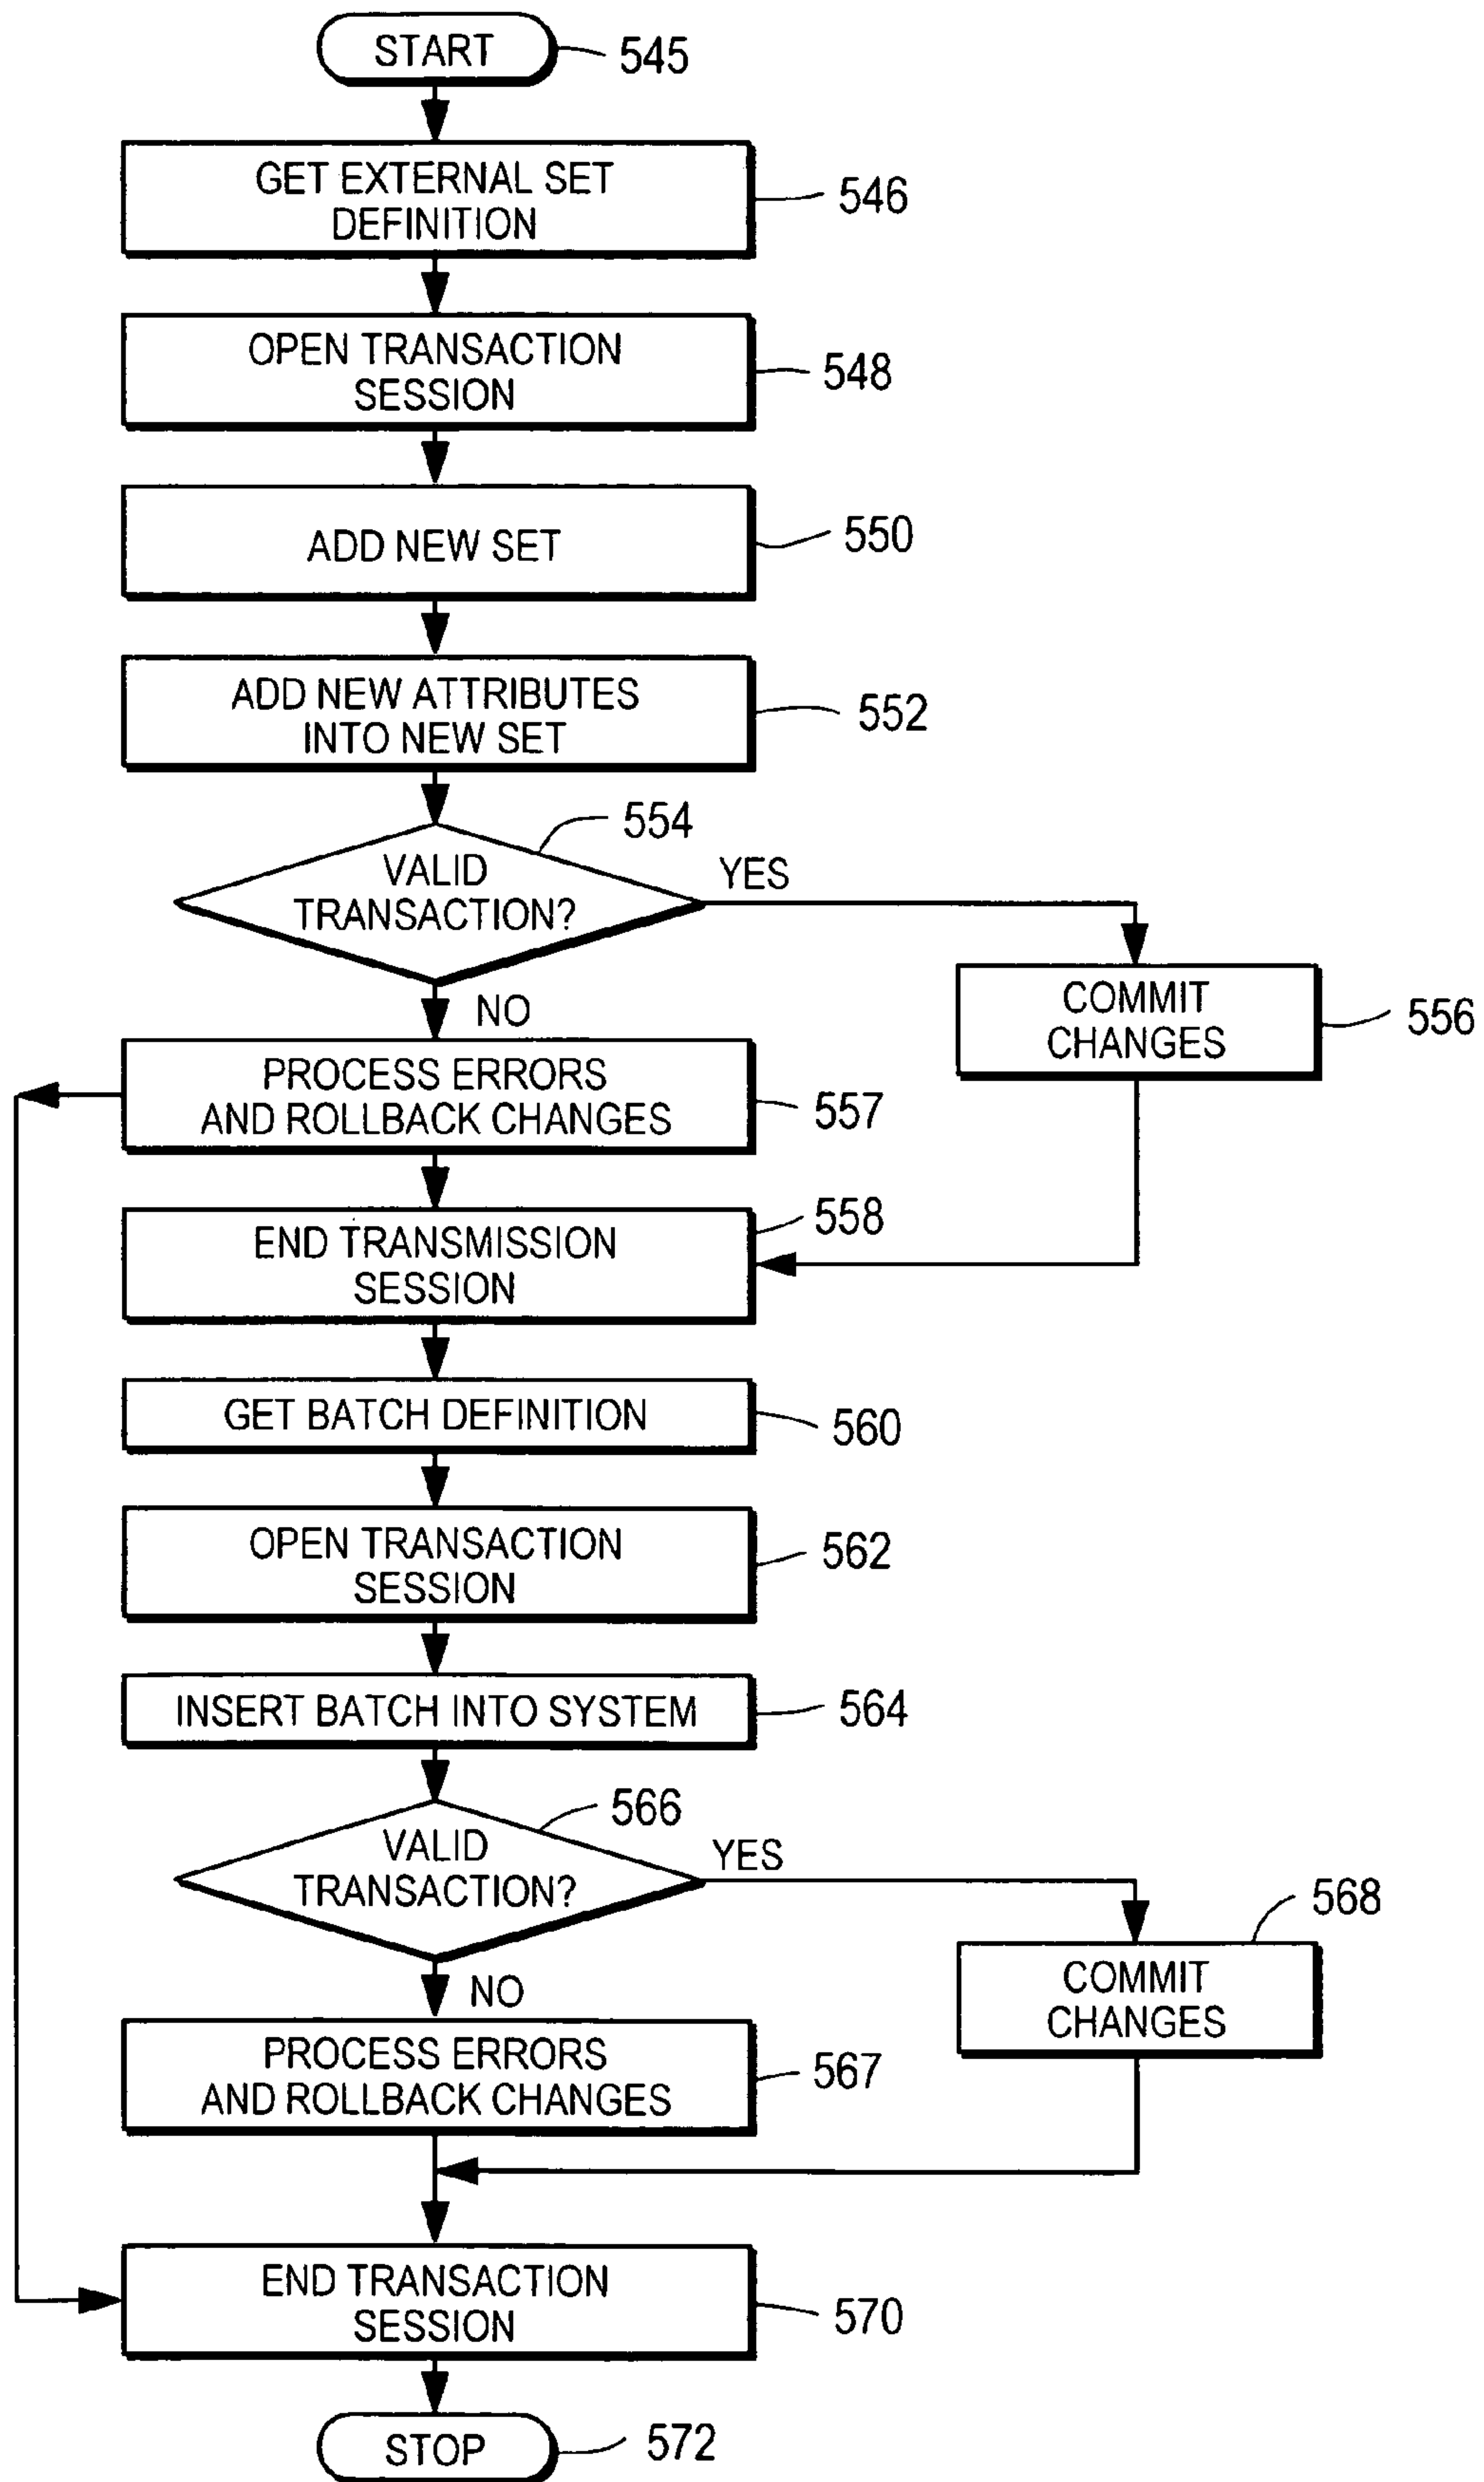 START
545
GET EXTERNAL SET
DEFINITION
546
OPEN TRANSACTION
SESSION
548
ADD NEW SET
550
ADD NEW ATTRIBUTES
INTO NEW SET
552
554
VALID
TRANSACTION?
YES
NO
COMMIT
CHANGES
556
PROCESS ERRORS
AND ROLLBACK CHANGES
557
END TRANSMISSION
SESSION
558
GET BATCH DEFINITION
560
OPEN TRANSACTION
SESSION
562
INSERT BATCH INTO SYSTEM
564
566
VALID
TRANSACTION?
YES
NO
568
COMMIT
CHANGES
PROCESS ERRORS
AND ROLLBACK CHANGES
567
END TRANSACTION
SESSION
570
STOP
572